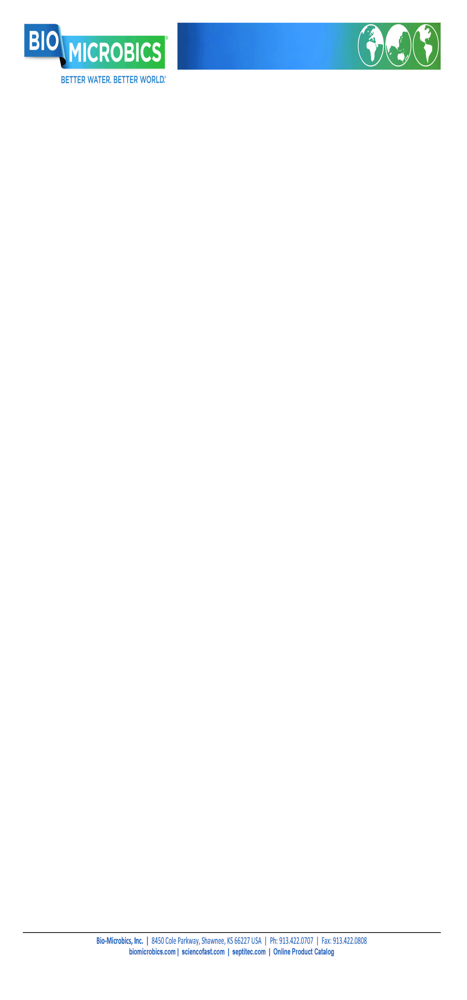 BIO
MICROBICS®
BETTER WATER. BETTER WORLD.®
Bio-Microbics, Inc. | 8450 Cole Parkway, Shawnee, KS 66227 USA | Ph: 913.422.0707 | Fax: 913.422.0808
biomicrobics.com | sciencofast.com | septitec.com | Online Product Catalog